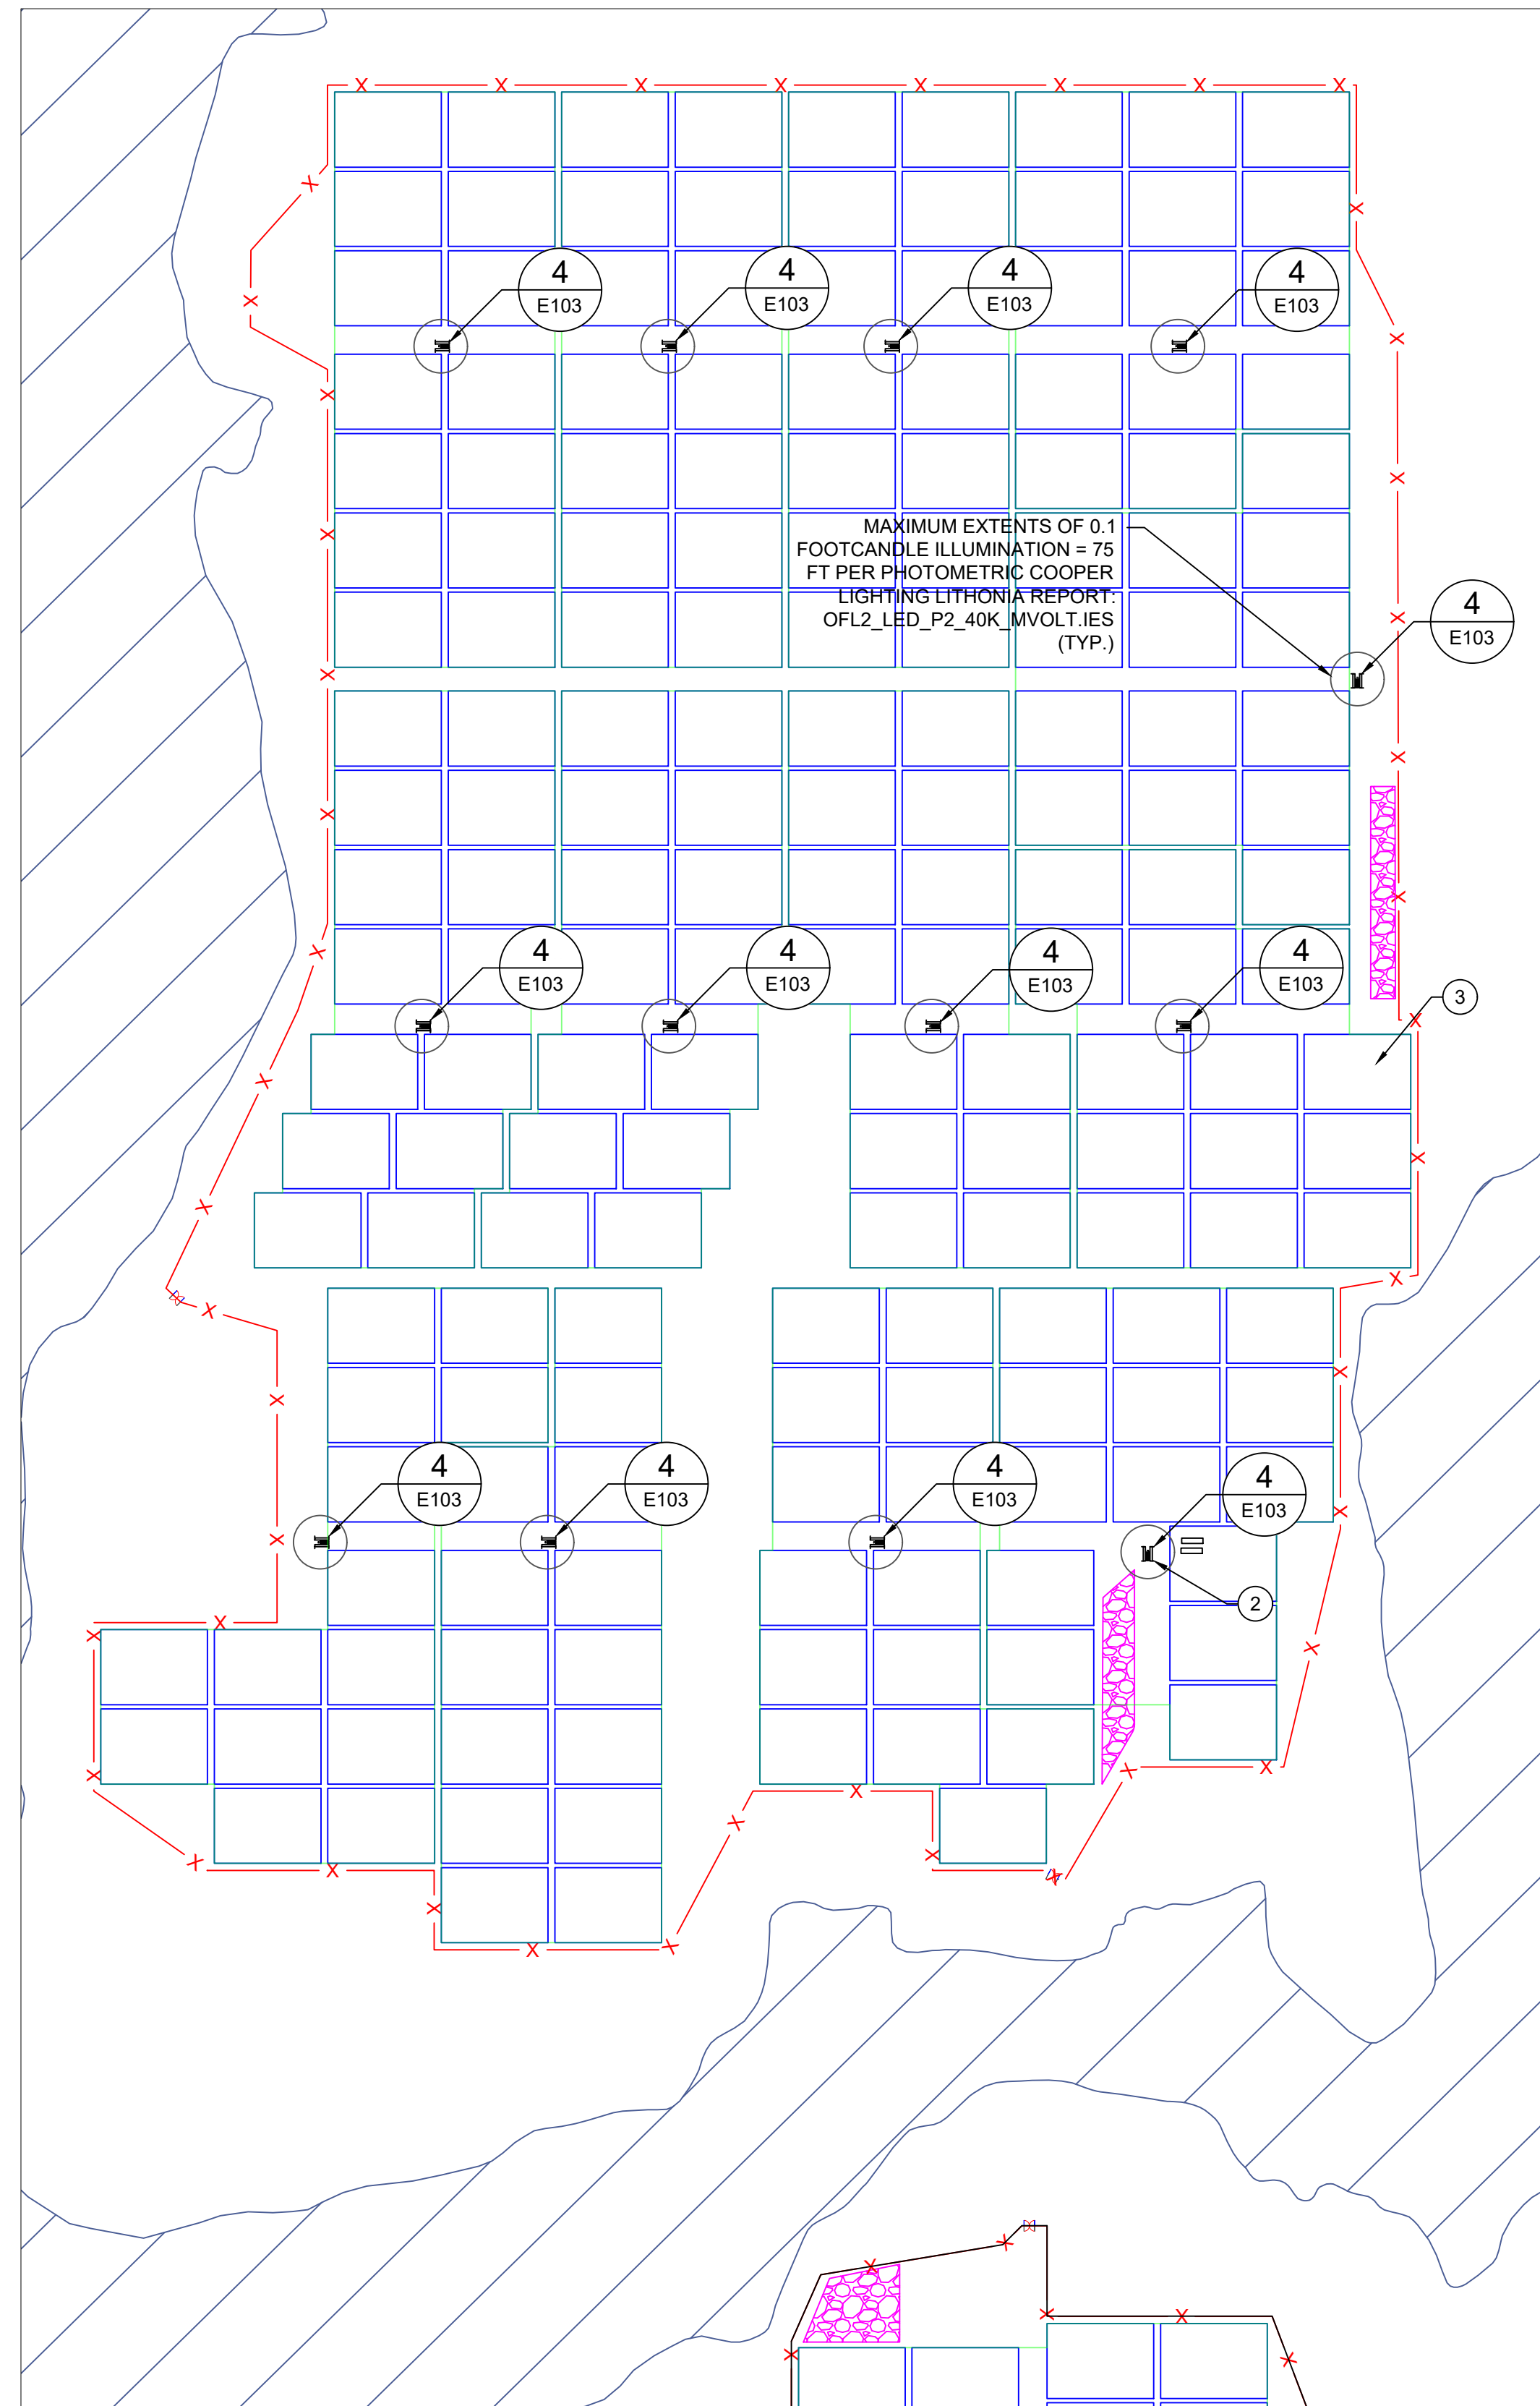 4
E103
4
E103
4
E103
4
E103
MAXIMUM EXTENTS OF 0.1
FOOTCANDLE ILLUMINATION = 75
FT PER PHOTOMETRIC COOPER
LIGHTING LITHONIA REPORT:
OFL2_LED_P2_40K_MVOLT.IES
(TYP.)
4
E103
4
E103
4
E103
4
E103
4
E103
3
4
E103
4
E103
4
E103
4
E103
2